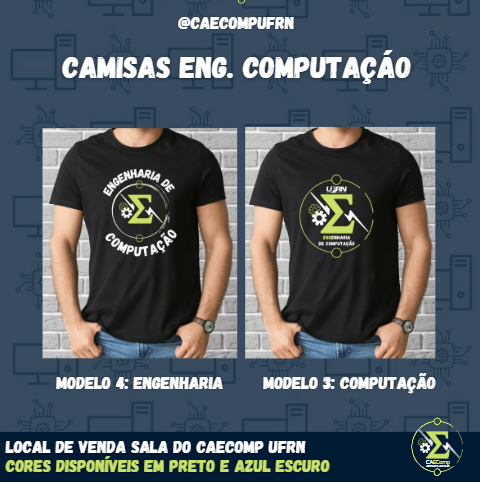 @CAECOMPUFRN
CAMISAS ENG. COMPUTAÇÁO
ENGENHARIA DE
Σ
COMPUTAÇÃO
UFRN
Σ
ENGENHARIA
DE COMPUTAÇÃO
MODELO 4: ENGENHARIA
MODELO 3: COMPUTAÇÃO
LOCAL DE VENDA SALA DO CAECOMP UFRN
CORES DISPONÍVEIS EM PRETO E AZUL ESCURO
Σ
CAEComp